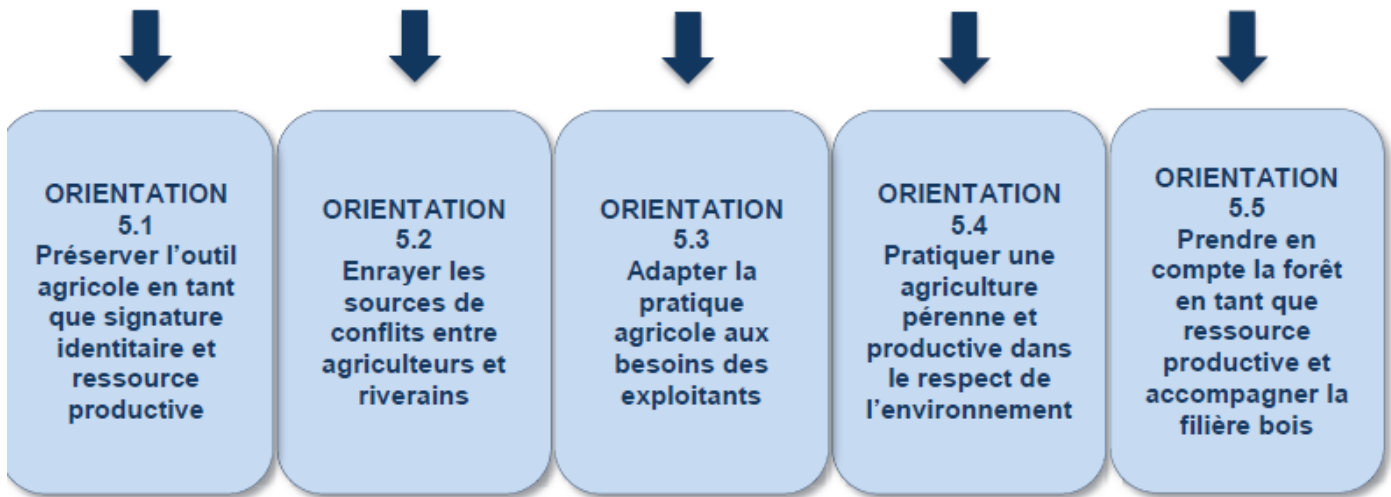 ORIENTATION
5.1
Préserver l’outil
agricole en tant
que signature
identitaire et
ressource
productive
ORIENTATION
5.2
Enrayer les
sources de
conflits entre
agriculteurs et
riverains
ORIENTATION
5.3
Adapter la
pratique
agricole aux
besoins des
exploitants
ORIENTATION
5.4
Pratiquer une
agriculture
pérenne et
productive dans
le respect de
l’environnement
ORIENTATION
5.5
Prendre en
compte la forêt
en tant que
ressource
productive et
accompagner la
filière bois